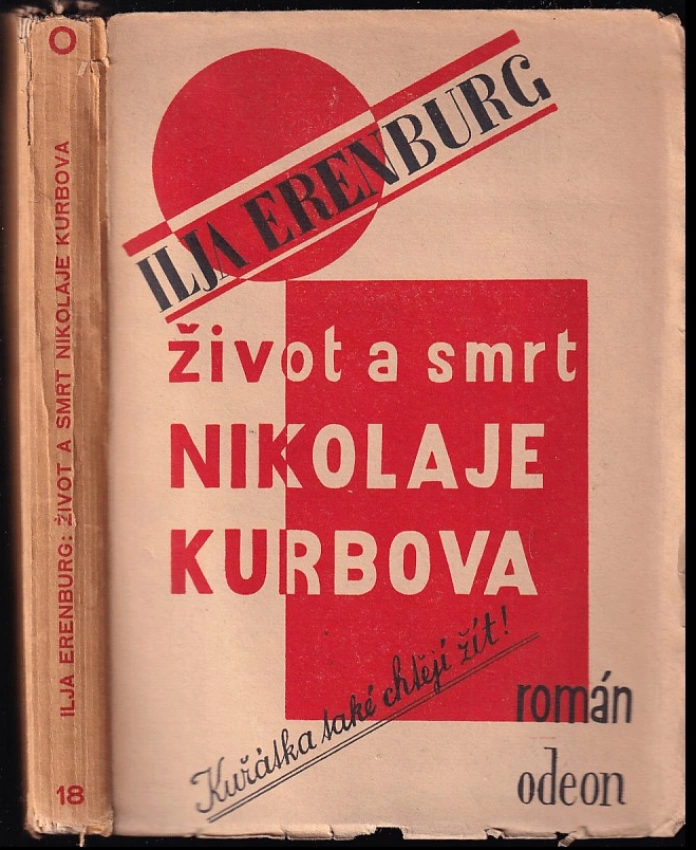 O
ILJA ERENBURG: ŽIVOT A SMRT NIKOLAJE KURBOVA
18
ILJA ERENBURG
život a smrt
NIKOLAJE
KURBOVA
Kuřátka také chtějí žít!
román
odeon